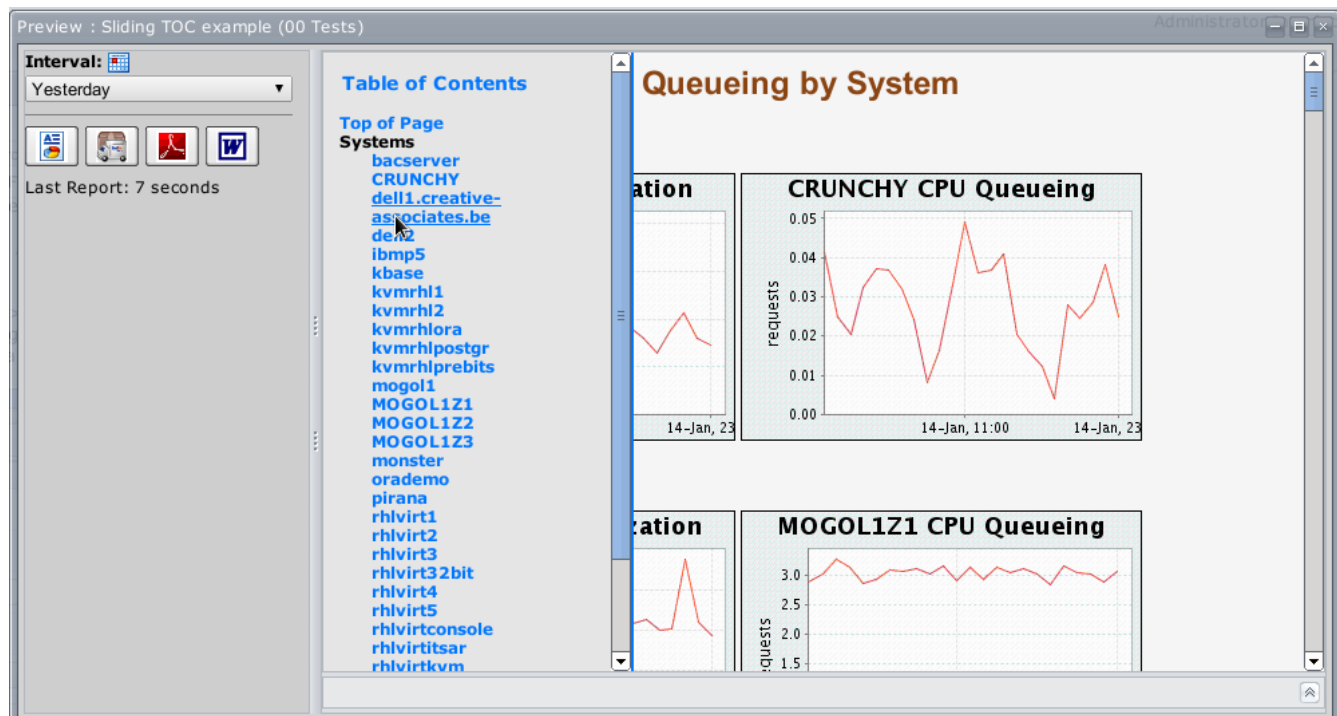 Preview : Sliding TOC example (00 Tests)
Administrator
Interval:
Yesterday
Last Report: 7 seconds
Table of Contents
Top of Page
Systems
bacserver
CRUNCHY
dell1.creative-
associates.be
dell2
ibmp5
kbase
kvmrhl1
kvmrhl2
kvmrhlora
kvmrhlpostgr
kvmrhlprebits
mogol1
MOGOL1Z1
MOGOL1Z2
MOGOL1Z3
monster
orademo
pirana
rhlvirt1
rhlvirt2
rhlvirt3
rhlvirt32bit
rhlvirt4
rhlvirt5
rhlvirtconsole
rhlvirtitsar
rhlvirtkvm
Queueing by System
ation
14-Jan, 23
CRUNCHY CPU Queueing
0.05
0.04
0.03
0.02
0.01
0.00
requests
14-Jan, 11:00
14-Jan, 23
zation
MOGOL1Z1 CPU Queueing
3.0
2.5
2.0
1.5
quests
W